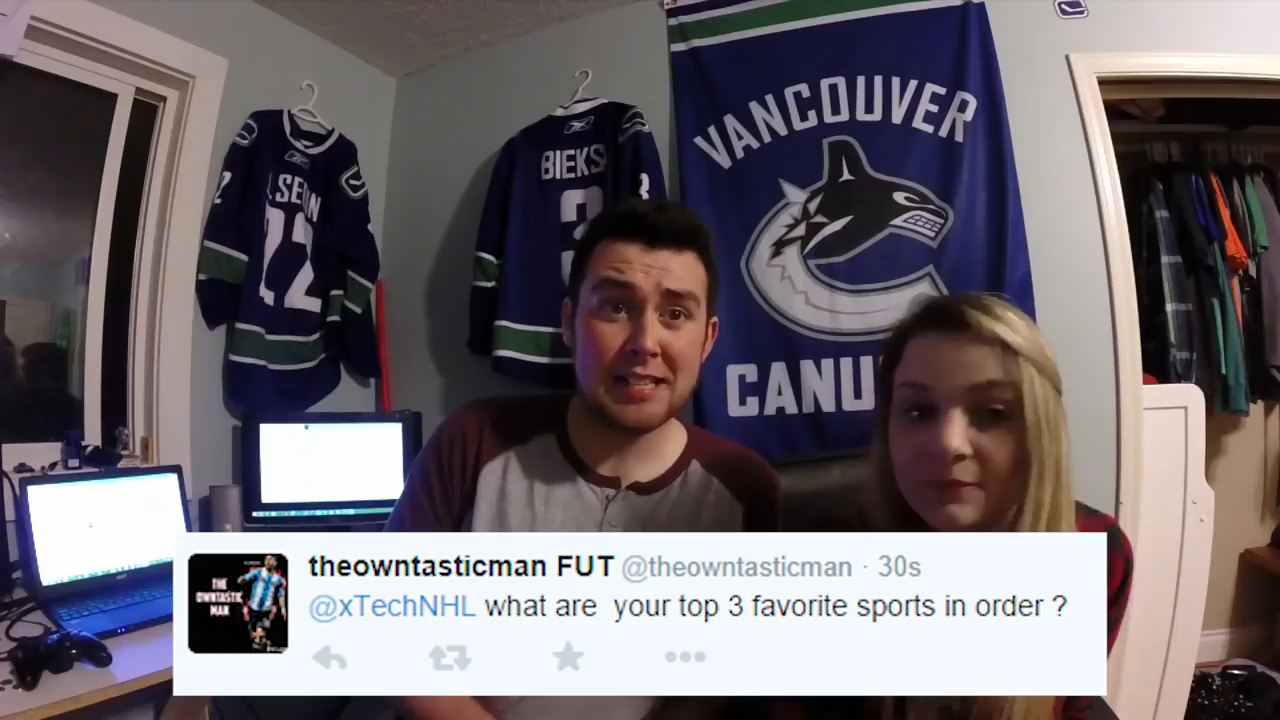 VANCOUVER
BIEKS
3
22
CANU
theowntasticman FUT @theowntasticman · 30s
@xTechNHL what are your top 3 favorite sports in order ?
THE
OWNTASTIC
MAN